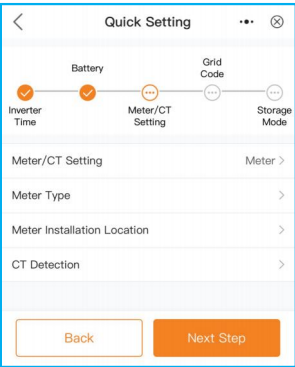 Quick Setting
Battery
Grid
Code
Inverter
Time
Meter/CT
Setting
Storage
Mode
Meter/CT Setting
Meter
Meter Type
Meter Installation Location
CT Detection
Back
Next Step